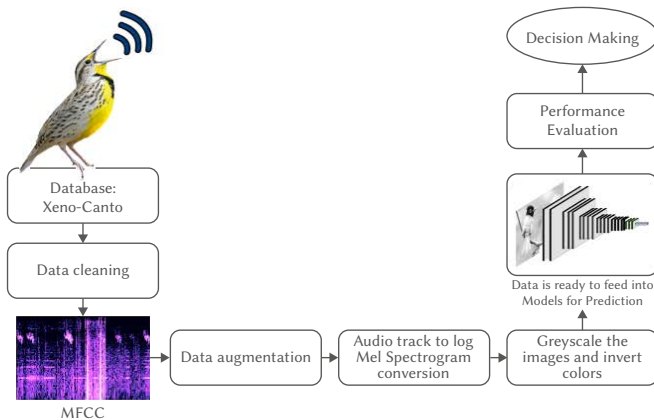 Database:
Xeno-Canto
Data cleaning
MFCC
Data augmentation
Audio track to log
Mel Spectrogram
conversion
Greyscale the
images and invert
colors
Data is ready to feed into
Models for Prediction
Performance
Evaluation
Decision Making